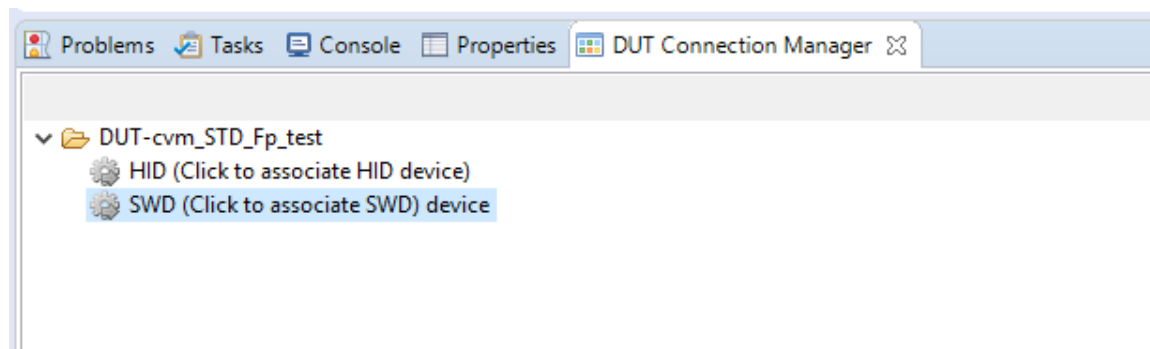 Problems Tasks Console Properties DUT Connection Manager
DUT-cvm_STD_Fp_test
HID (Click to associate HID device)
SWD (Click to associate SWD) device